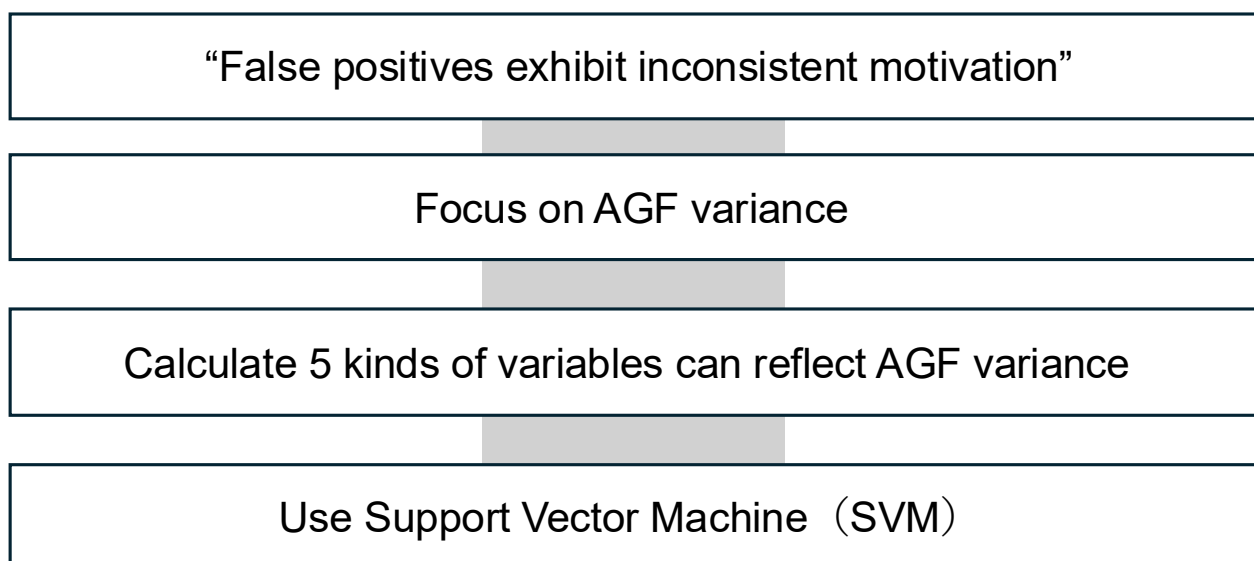 “False positives exhibit inconsistent motivation”
Focus on AGF variance
Calculate 5 kinds of variables can reflect AGF variance
Use Support Vector Machine（SVM）